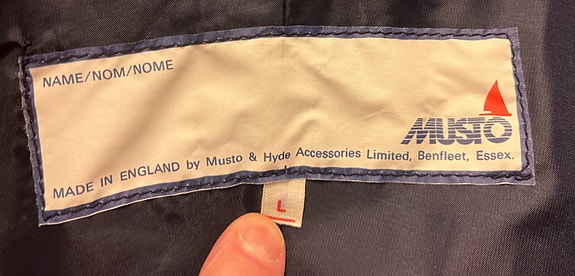 NAME/NOM/NOME
MUSTO
MADE IN ENGLAND by Musto & Hyde Accessories Limited, Benfleet, Essex.
L